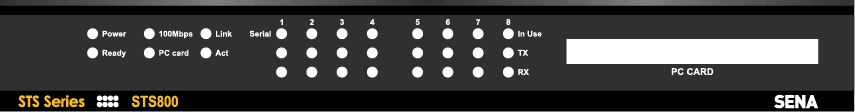 1 2 3 4 5 6 7 8
Power 100Mbps Link Serial In Use
Ready PC card Act TX
RX PC CARD
STS Series STS800 SENA